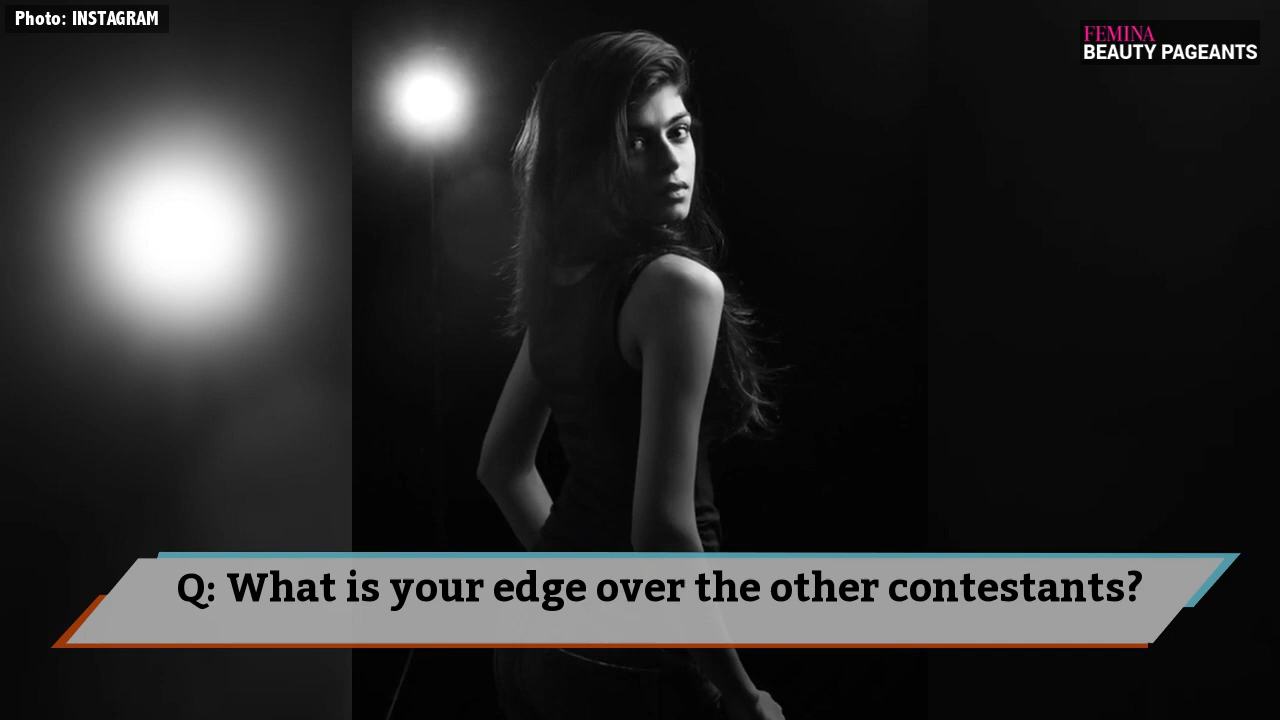 Photo: INSTAGRAM
FEMINA
BEAUTY PAGEANTS
Q: What is your edge over the other contestants?